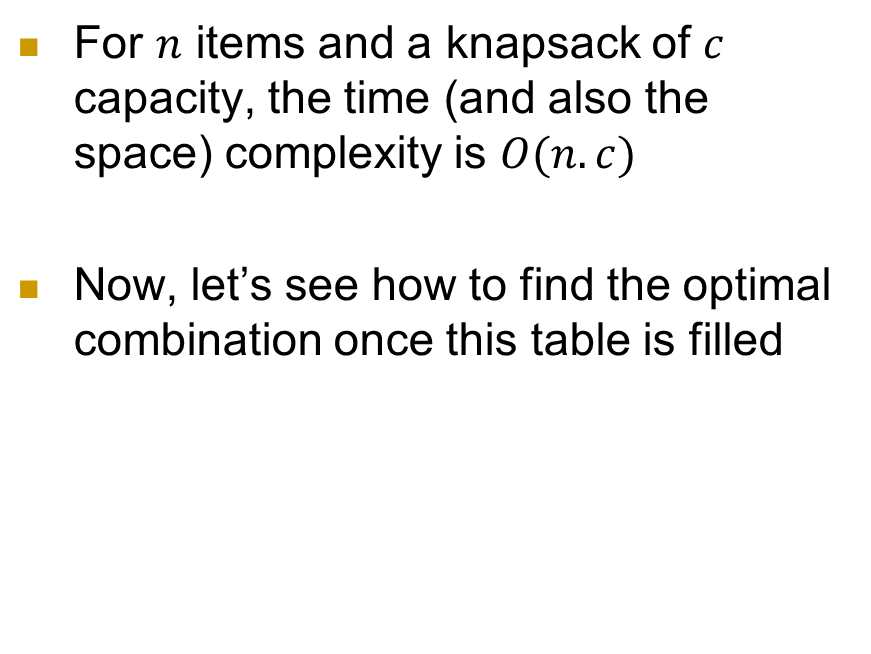 For n items and a knapsack of c
capacity, the time (and also the
space) complexity is O(n. c)
Now, let’s see how to find the optimal
combination once this table is filled